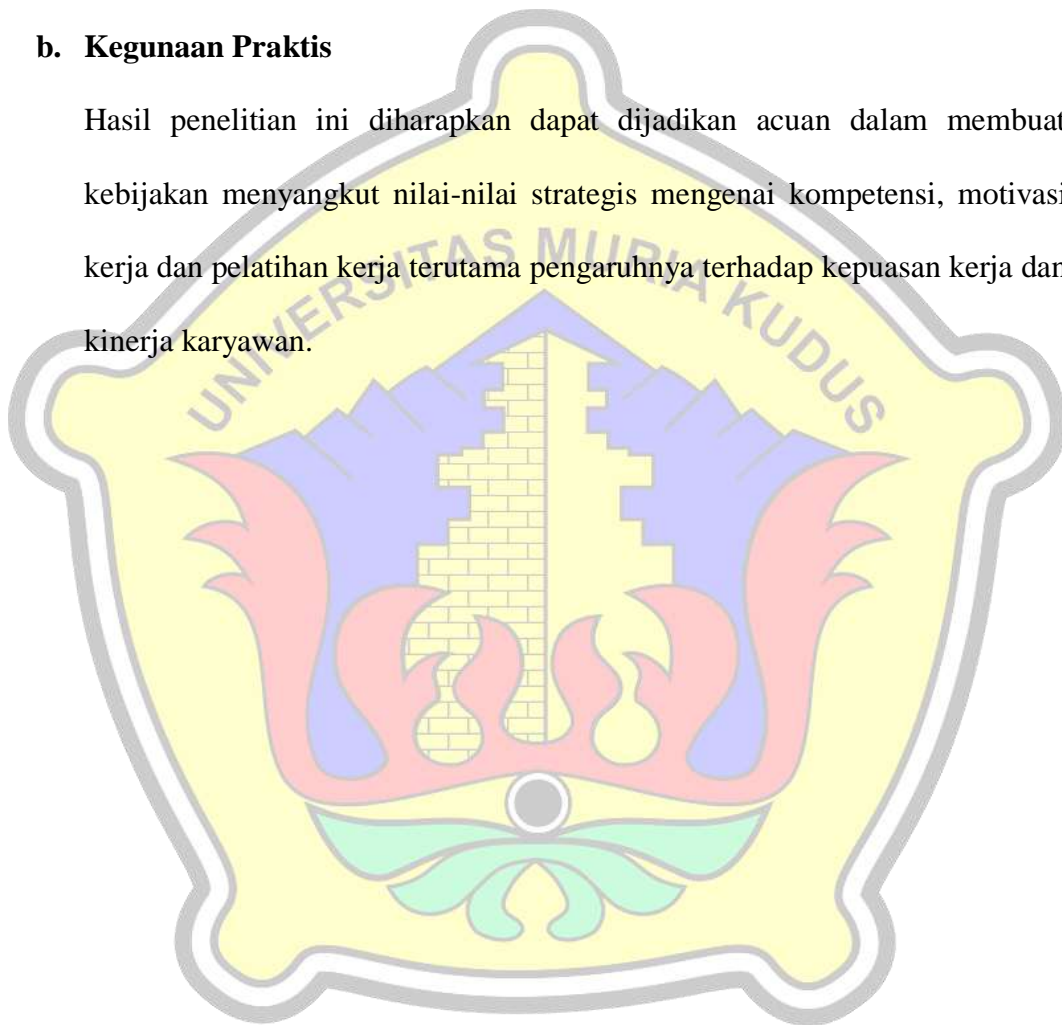 b. Kegunaan Praktis
Hasil penelitian ini diharapkan dapat dijadikan acuan dalam membuat
kebijakan menyangkut nilai-nilai strategis mengenai kompetensi, motivasi
kerja dan pelatihan kerja terutama pengaruhnya terhadap kepuasan kerja dan
kinerja karyawan.
UNIVERSITAS MURIA KUDUS